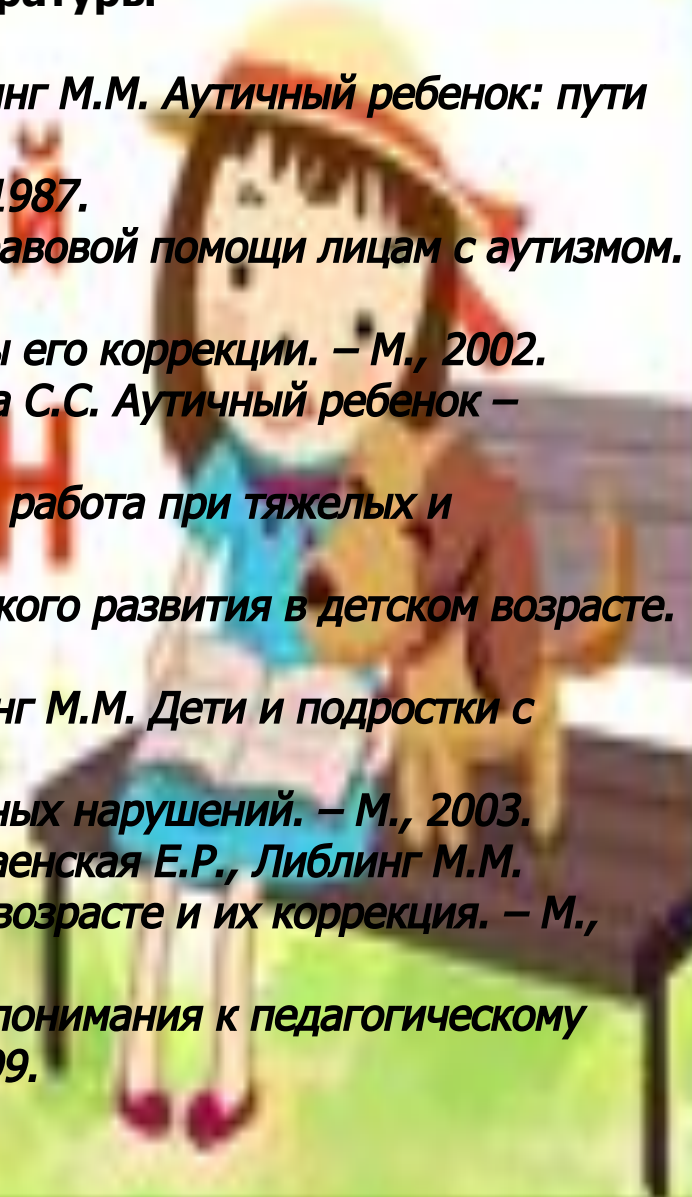 ратуры
нг М.М. Аутичный ребенок: пути
й
1987.
авовой помощи лицам с аутизмом.
ы его коррекции. – М., 2002.
а С.С. Аутичный ребенок –
Н
работа при тяжелых и
кого развития в детском возрасте.
нг М.М. Дети и подростки с
ных нарушений. – М., 2003.
аенская Е.Р., Либлинг М.М.
возрасте и их коррекция. – М.,
понимания к педагогическому
99.